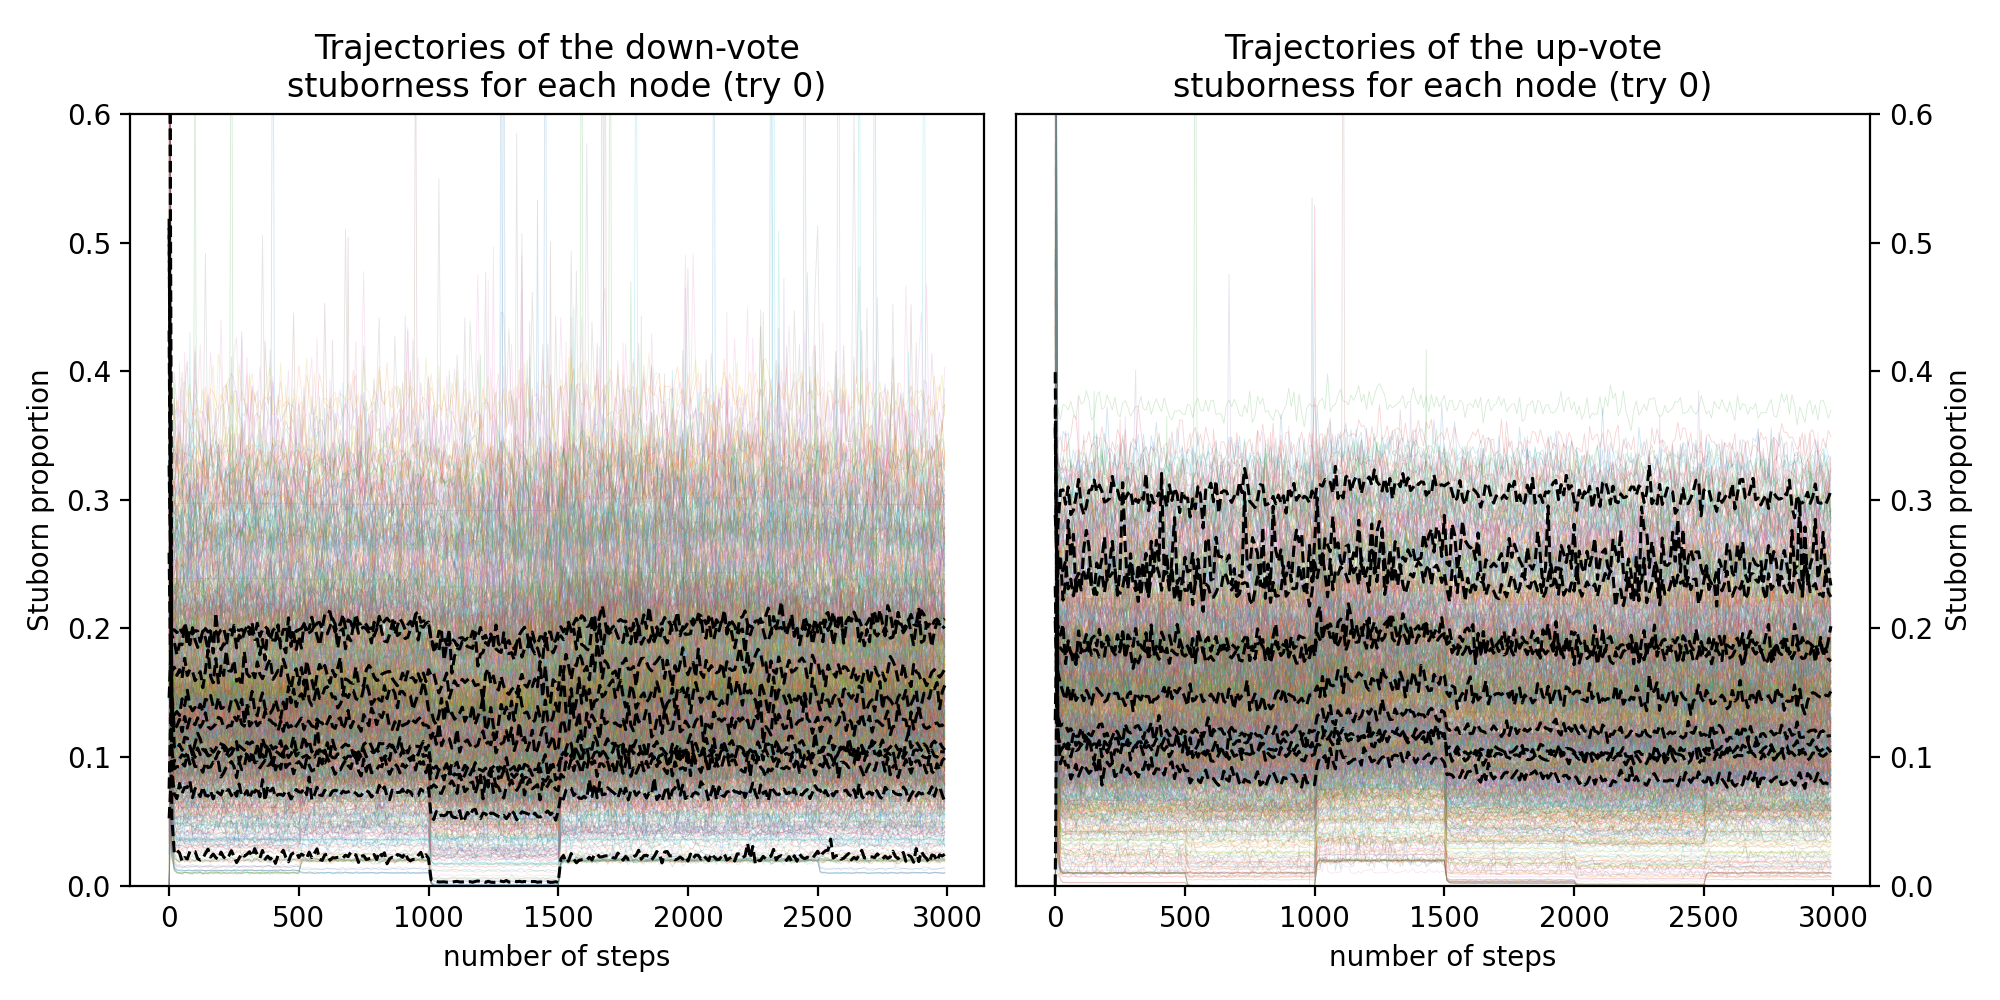 Trajectories of the down-vote
stuborness for each node (try 0)
Trajectories of the up-vote
stuborness for each node (try 0)
0.6
0.5
0.4
0.3
0.2
0.1
0.0
Stuborn proportion
0 500 1000 1500 2000 2500 3000
number of steps
0 500 1000 1500 2000 2500 3000
number of steps
0.6
0.5
0.4
0.3
0.2
0.1
0.0
Stuborn proportion